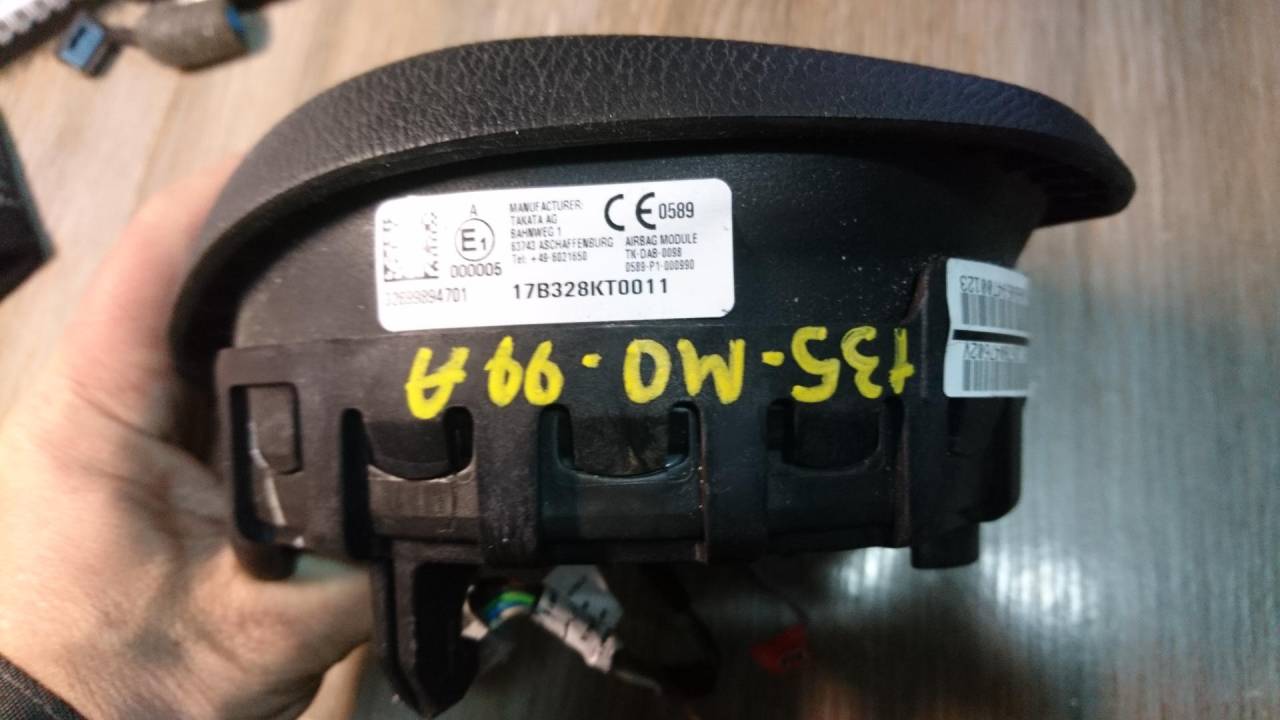 A
E1
000005
MANUFACTURER:
TAKATA AG
BAHNWEG 1
63743 ASCHAFFENBURG
Tel: +49-6021650
CE 0589
AIRBAG MODULE
TK-DAB-0098
0589-P1-000990
17B328KT0011
135-MO-99A